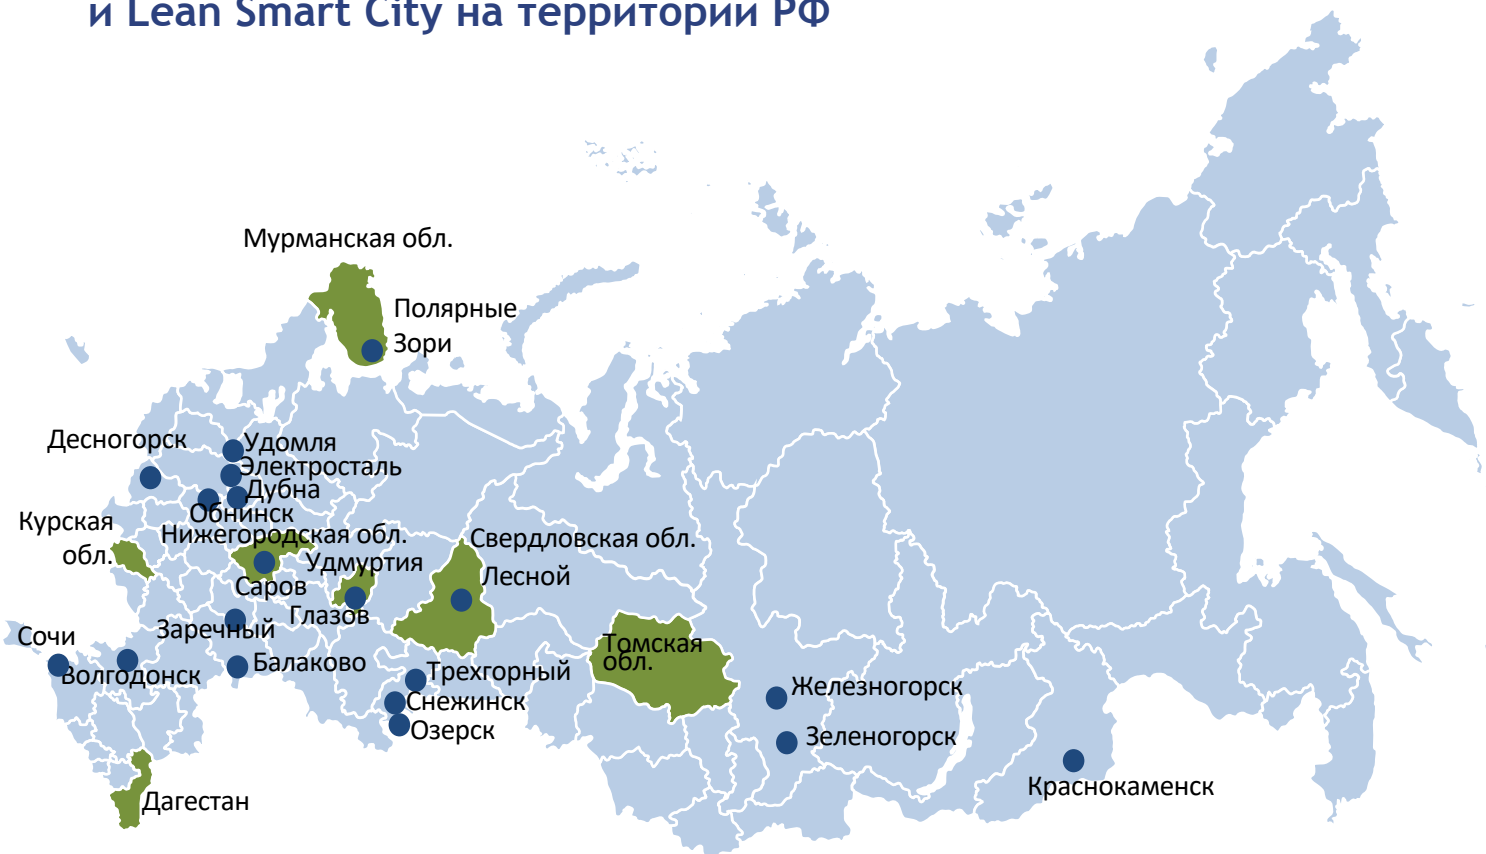 и Lean Smart City на территории РФ
Мурманская обл.
Полярные
Зори
Десногорск
Удомля
Электросталь
Дубна
Обнинск
Курская
обл.
Нижегородская обл.
Удмуртия
Свердловская обл.
Лесной
Саров
Глазов
Заречный
Сочи
Волгодонск
Балаково
Томская
обл.
Трехгорный
Снежинск
Озерск
Железногорск
Зеленогорск
Краснокаменск
Дагестан